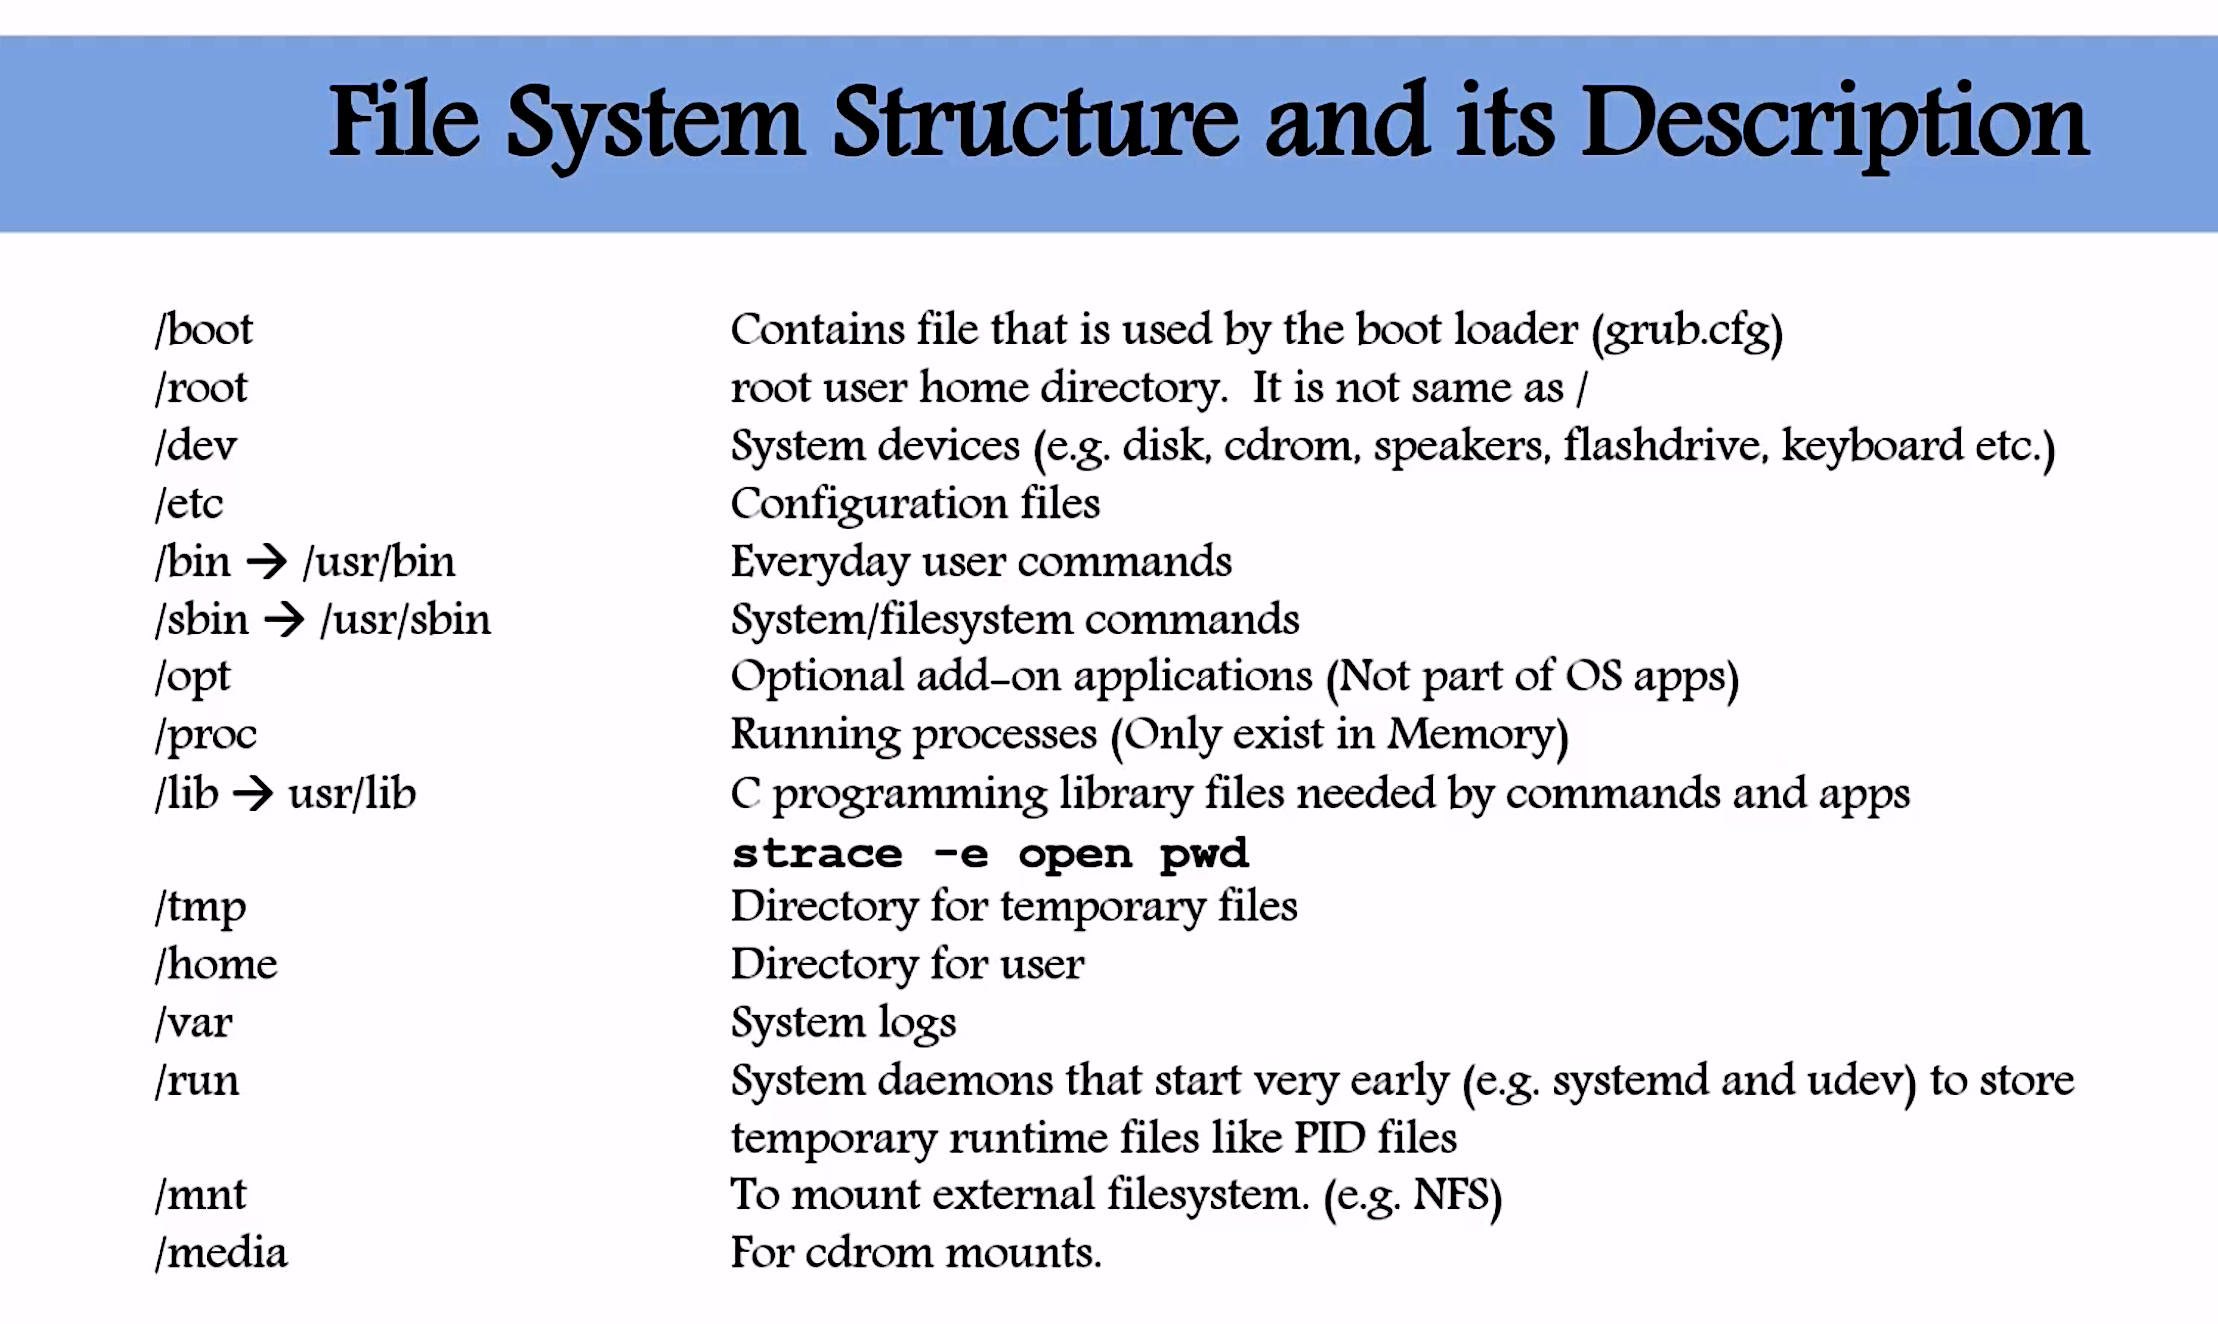 File System Structure and its Description
/boot Contains file that is used by the boot loader (grub.cfg)
/root root user home directory. It is not same as /
/dev System devices (e.g. disk, cdrom, speakers, flashdrive, keyboard etc.)
/etc Configuration files
/bin → /usr/bin Everyday user commands
/sbin → /usr/sbin System/filesystem commands
/opt Optional add-on applications (Not part of OS apps)
/proc Running processes (Only exist in Memory)
/lib → usr/lib C programming library files needed by commands and apps
strace -e open pwd
/tmp Directory for temporary files
/home Directory for user
/var System logs
/run System daemons that start very early (e.g. systemd and udev) to store
temporary runtime files like PID files
/mnt To mount external filesystem. (e.g. NFS)
/media For cdrom mounts.